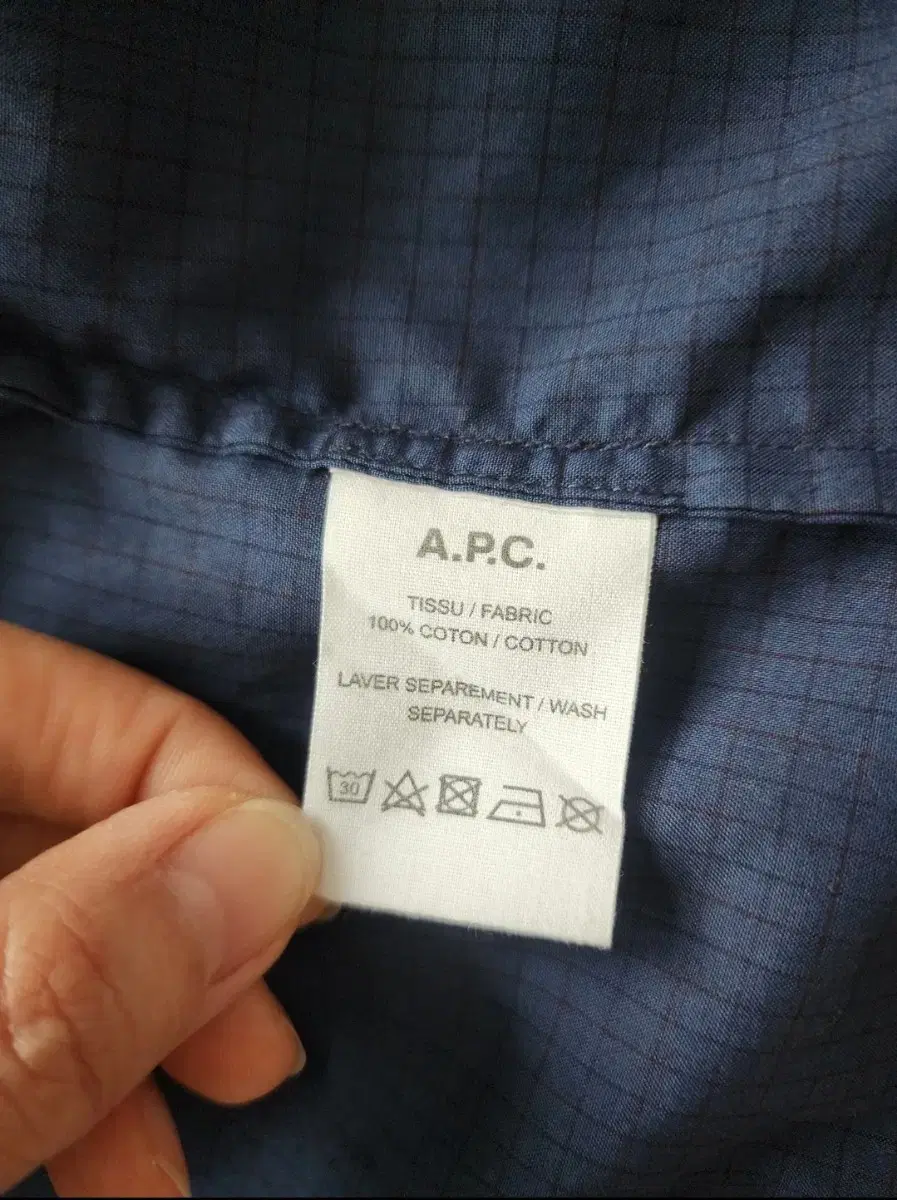 A.P.C.
TISSU / FABRIC
100% COTON / COTTON
LAVER SEPAREMENT / WASH
SEPARATELY
30